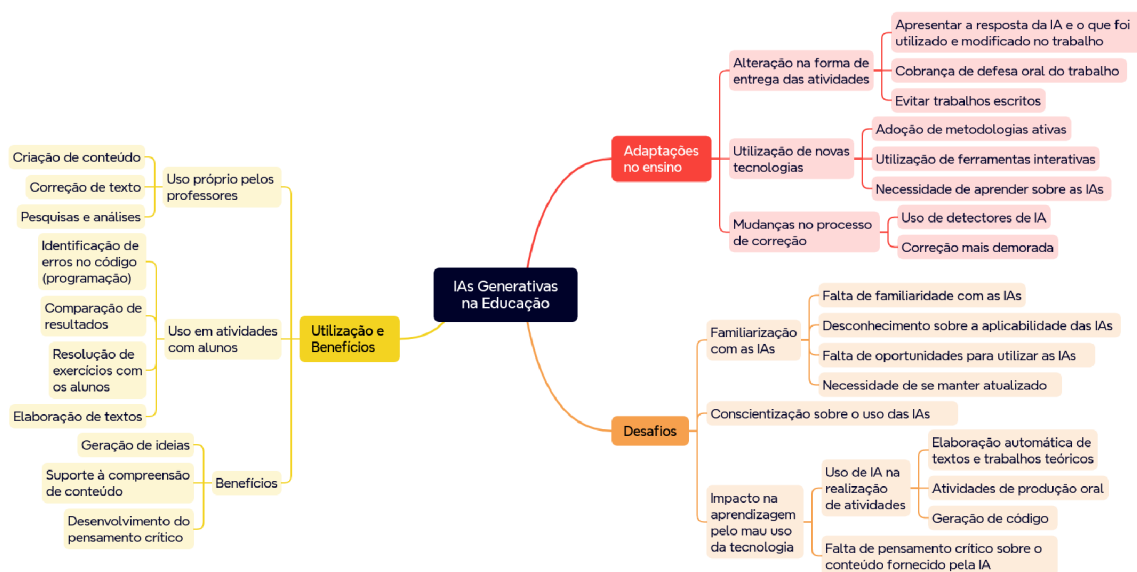 IAs Generativas
na Educação
Adaptações
no ensino
Alteração na forma de
entrega das atividades
Apresentar a resposta da IA e o que foi
utilizado e modificado no trabalho
Cobrança de defesa oral do trabalho
Evitar trabalhos escritos
Utilização de novas
tecnologias
Adoção de metodologias ativas
Utilização de ferramentas interativas
Necessidade de aprender sobre as IAs
Mudanças no processo
de correção
Uso de detectores de IA
Correção mais demorada
Desafios
Familiarização
com as IAs
Falta de familiaridade com as IAs
Desconhecimento sobre a aplicabilidade das IAs
Falta de oportunidades para utilizar as IAs
Necessidade de se manter atualizado
Conscientização sobre o uso das IAs
Impacto na
aprendizagem
pelo mau uso
da tecnologia
Uso de IA na
realização
de atividades
Elaboração automática de
textos e trabalhos teóricos
Atividades de produção oral
Geração de código
Falta de pensamento crítico sobre o
conteúdo fornecido pela IA
Utilização e
Benefícios
Uso próprio pelos
professores
Criação de conteúdo
Correção de texto
Pesquisas e análises
Uso em atividades
com alunos
Identificação de
erros no código
(programação)
Comparação de
resultados
Resolução de
exercícios com
os alunos
Elaboração de textos
Benefícios
Geração de ideias
Suporte à compreensão
de conteúdo
Desenvolvimento do
pensamento crítico